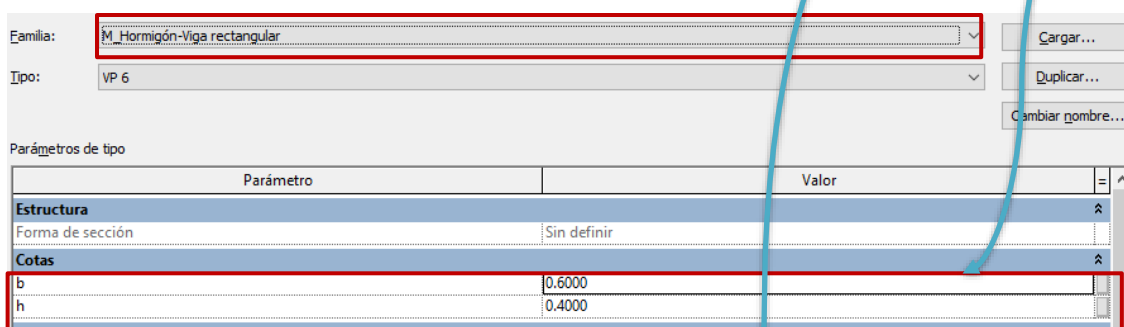 Familia: M_Hormigón-Viga rectangular Cargar...
Tipo: VP 6 Duplicar...
Cambiar nombre...
Parámetros de tipo
Parámetro Valor =
Estructura
Forma de sección Sin definir
Cotas
b 0.6000
h 0.4000